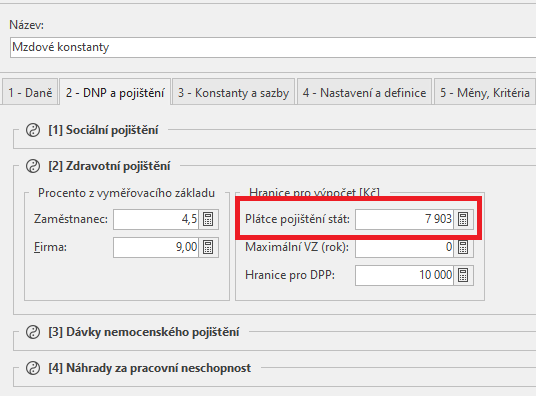 Název:
Mzdové konstanty
1 - Daně 2 - DNP a pojištění 3 - Konstanty a sazby 4 - Nastavení a definice 5 - Měny, Kritéria
[1] Sociální pojištění
[2] Zdravotní pojištění
Procento z vyměřovacího základu
Zaměstnanec: 4,5
Firma: 9,00
Hranice pro výpočet [Kč]
Plátce pojištění stát: 7 903
Maximální VZ (rok): 0
Hranice pro DPP: 10 000
[3] Dávky nemocenského pojištění
[4] Náhrady za pracovní neschopnost